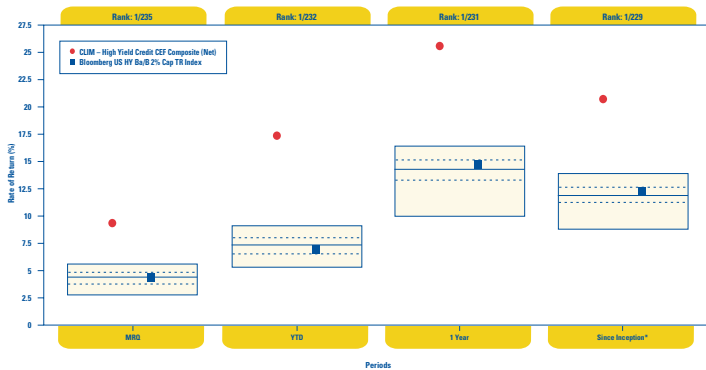 Rank: 1/235
Rank: 1/232
Rank: 1/231
Rank: 1/229
27.5
25
22.5
20
17.5
15
12.5
10
7.5
5
2.5
0
Rate of Return (%)
CLIM – High Yield Credit CEF Composite (Net)
Bloomberg US HY Ba/B 2% Cap TR Index
MRQ
YTD
1 Year
Since Inception*
Periods